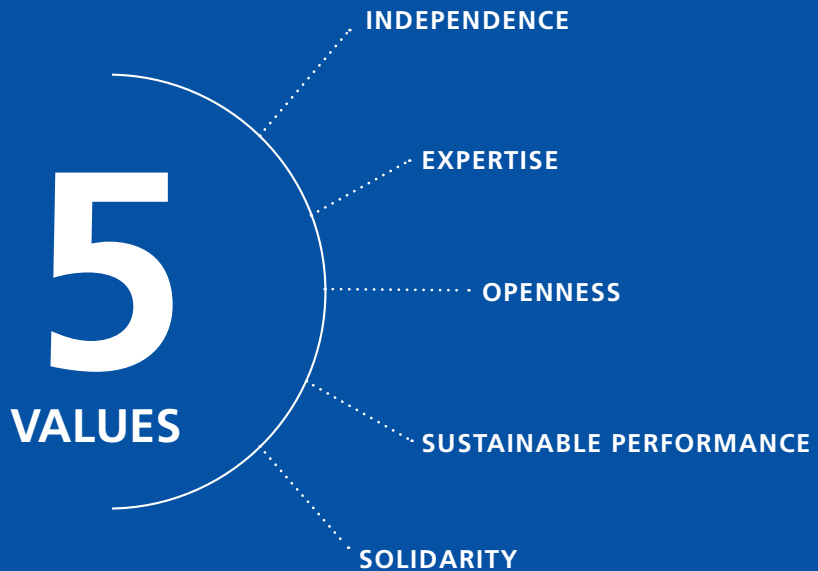 5
VALUES
INDEPENDENCE
EXPERTISE
OPENNESS
SUSTAINABLE PERFORMANCE
SOLIDARITY